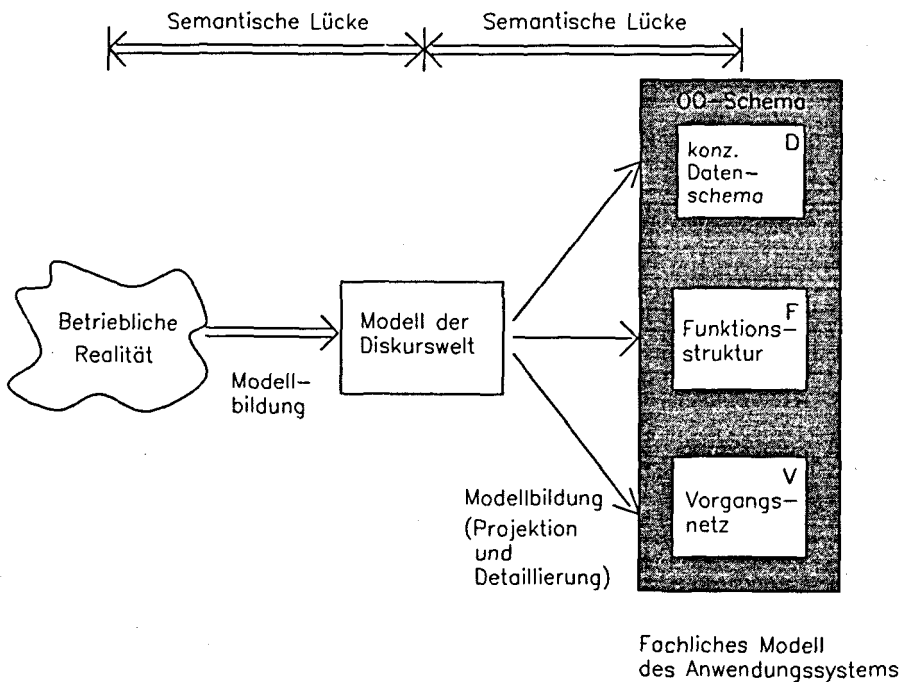 Semantische Lücke
Semantische Lücke
OO-Schema
D
konz.
Daten-
schema
F
Funktions-
struktur
V
Vorgangs-
netz
Betriebliche
Realität
Modell-
bildung
Modell der
Diskurswelt
Modellbildung
(Projektion
und
Detaillierung)
Fachliches Modell
des Anwendungssystems